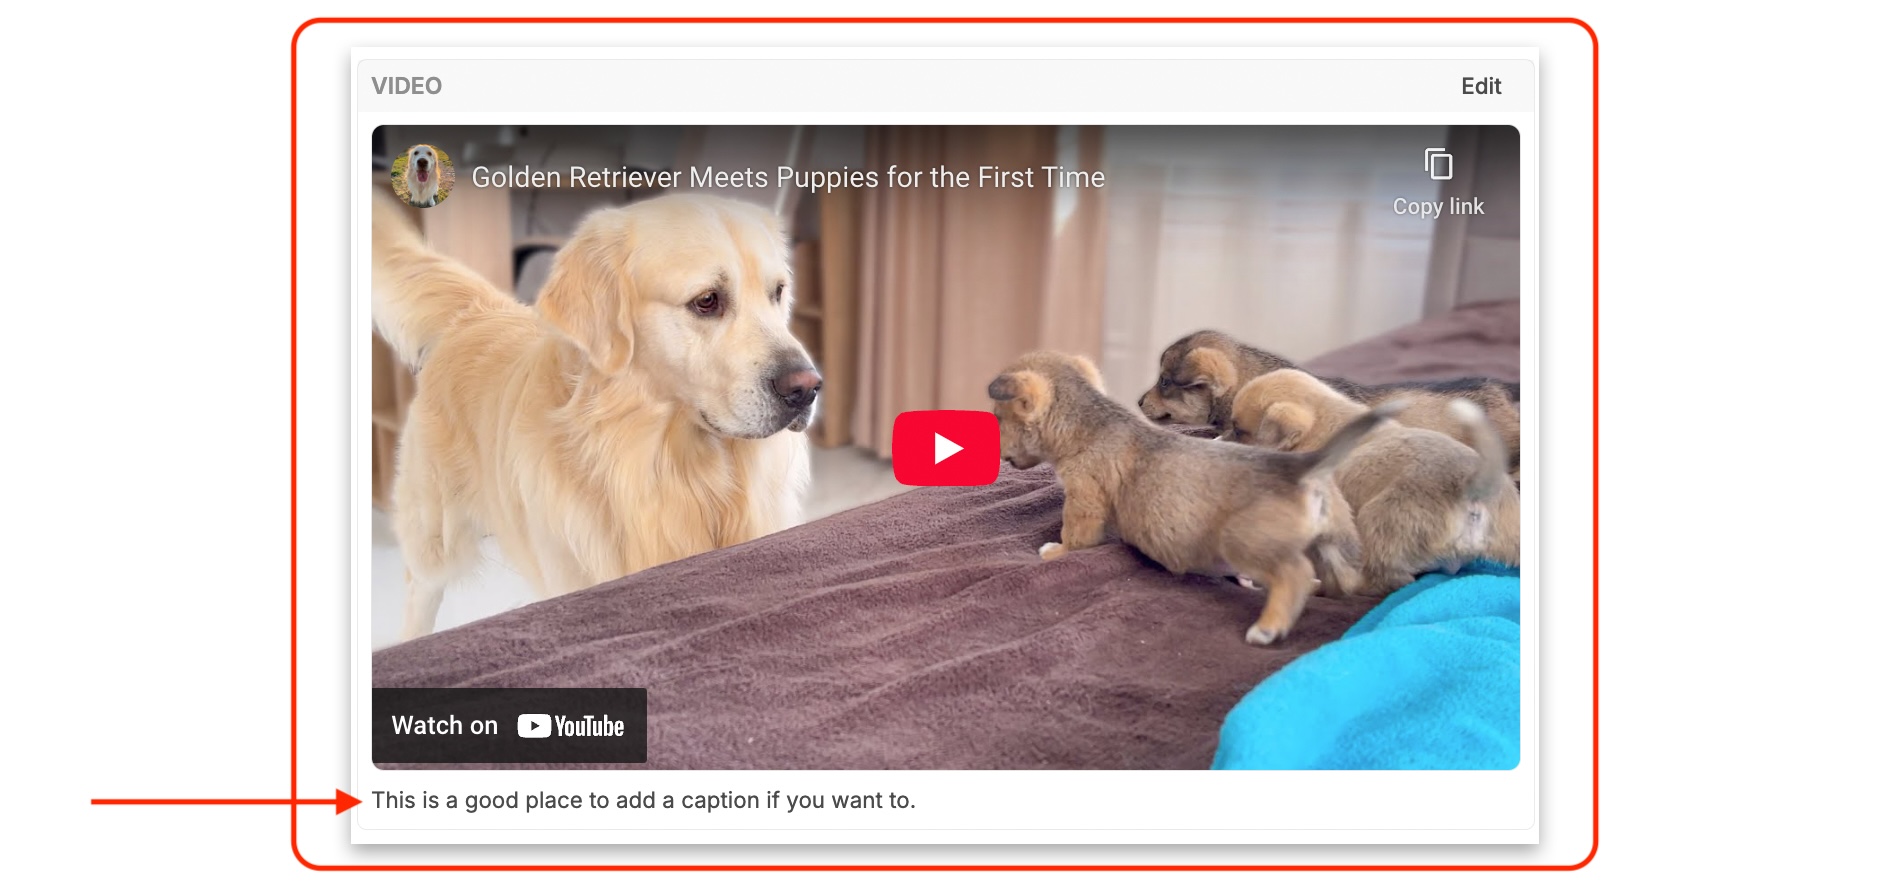 VIDEO
Edit
Golden Retriever Meets Puppies for the First Time
Copy link
Watch on YouTube
This is a good place to add a caption if you want to.